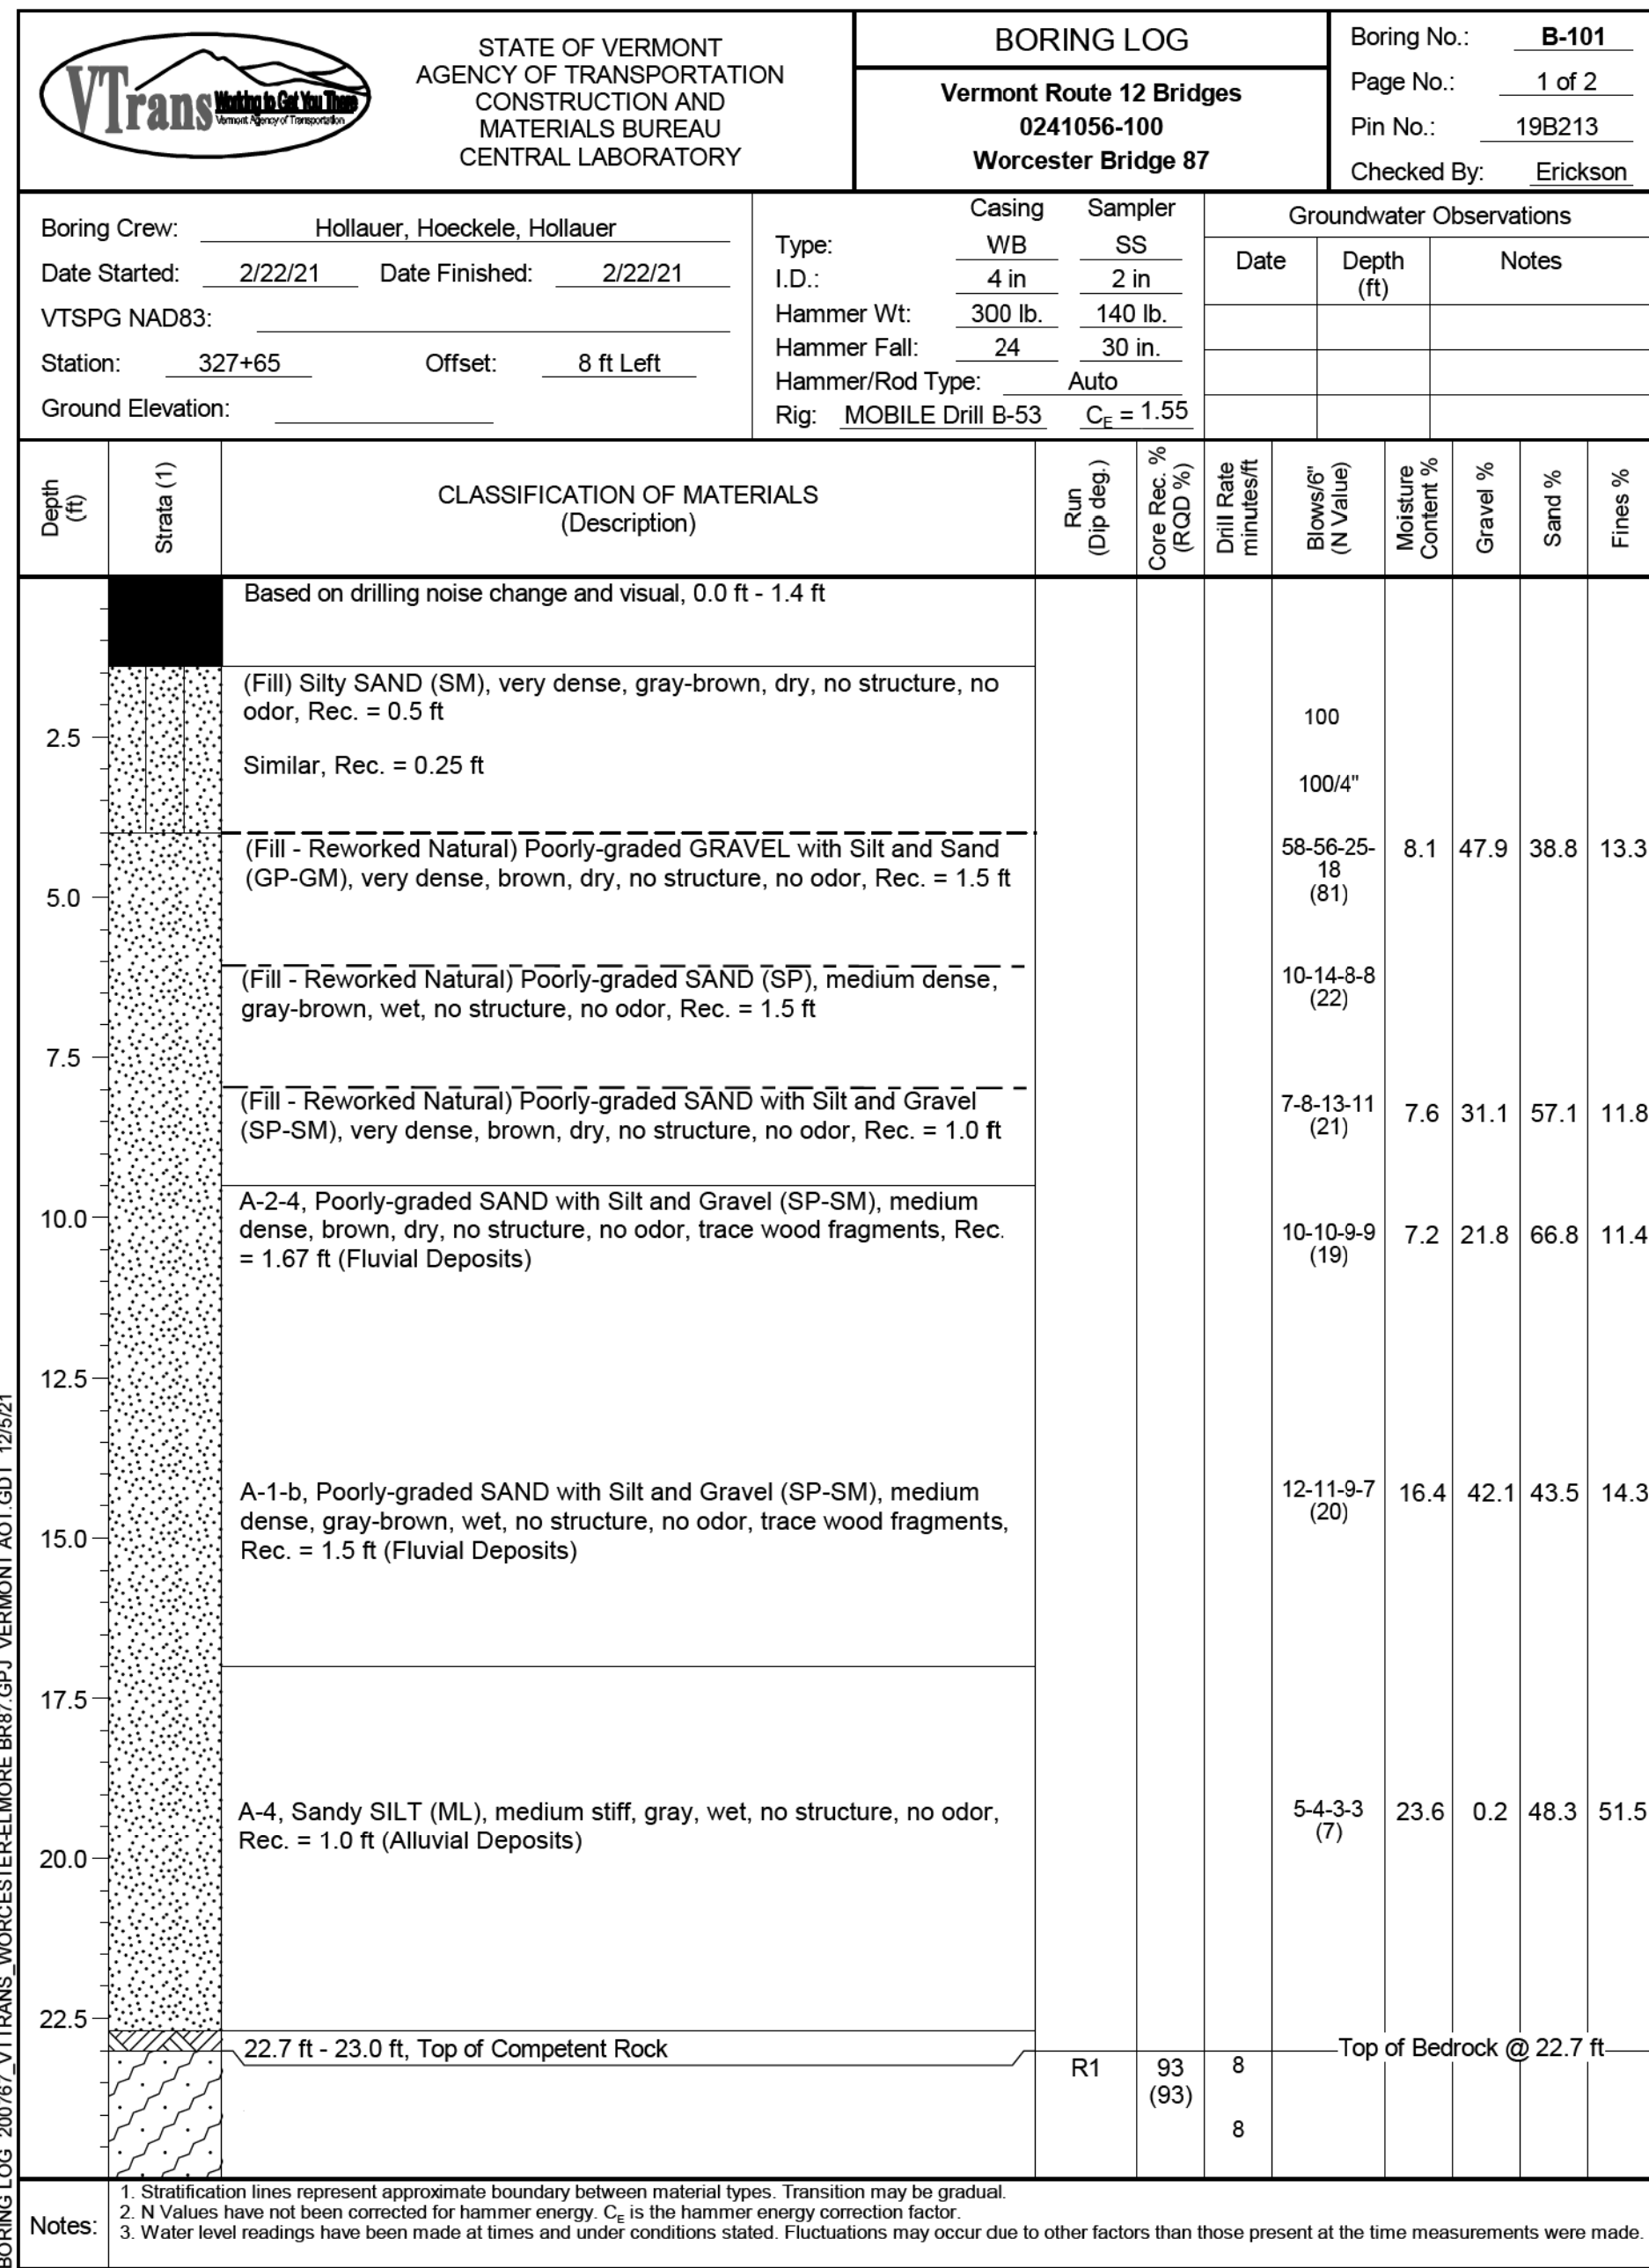 VTrans Working to Get You There
Vermont Agency of Transportation
STATE OF VERMONT
AGENCY OF TRANSPORTATION
CONSTRUCTION AND
MATERIALS BUREAU
CENTRAL LABORATORY
BORING LOG
Vermont Route 12 Bridges
0241056-100
Worcester Bridge 87
Boring No.: B-101
Page No.: 1 of 2
Pin No.: 19B213
Checked By: Erickson
Boring Crew: Hollauer, Hoeckele, Hollauer
Date Started: 2/22/21 Date Finished: 2/22/21
VTSPG NAD83:
Station: 327+65 Offset: 8 ft Left
Ground Elevation:
Casing Sampler
Type: WB SS
I.D.: 4 in 2 in
Hammer Wt: 300 lb. 140 lb.
Hammer Fall: 24 30 in.
Hammer/Rod Type: Auto
Rig: MOBILE Drill B-53 CE = 1.55
Groundwater Observations
Date Depth (ft) Notes
Depth (ft)
Strata (1)
CLASSIFICATION OF MATERIALS
(Description)
Run (Dip deg.)
Core Rec. % (RQD %)
Drill Rate minutes/ft
Blows/6" (N Value)
Moisture Content %
Gravel %
Sand %
Fines %
Based on drilling noise change and visual, 0.0 ft - 1.4 ft
(Fill) Silty SAND (SM), very dense, gray-brown, dry, no structure, no
odor, Rec. = 0.5 ft
100
2.5
Similar, Rec. = 0.25 ft
100/4"
(Fill - Reworked Natural) Poorly-graded GRAVEL with Silt and Sand
(GP-GM), very dense, brown, dry, no structure, no odor, Rec. = 1.5 ft
58-56-25-
18
(81)
8.1 47.9 38.8 13.3
5.0
(Fill - Reworked Natural) Poorly-graded SAND (SP), medium dense,
gray-brown, wet, no structure, no odor, Rec. = 1.5 ft
10-14-8-8
(22)
7.5
(Fill - Reworked Natural) Poorly-graded SAND with Silt and Gravel
(SP-SM), very dense, brown, dry, no structure, no odor, Rec. = 1.0 ft
7-8-13-11
(21)
7.6 31.1 57.1 11.8
10.0
A-2-4, Poorly-graded SAND with Silt and Gravel (SP-SM), medium
dense, brown, dry, no structure, no odor, trace wood fragments, Rec.
= 1.67 ft (Fluvial Deposits)
10-10-9-9
(19)
7.2 21.8 66.8 11.4
12.5
A-1-b, Poorly-graded SAND with Silt and Gravel (SP-SM), medium
dense, gray-brown, wet, no structure, no odor, trace wood fragments,
Rec. = 1.5 ft (Fluvial Deposits)
12-11-9-7
(20)
16.4 42.1 43.5 14.3
15.0
17.5
A-4, Sandy SILT (ML), medium stiff, gray, wet, no structure, no odor,
Rec. = 1.0 ft (Alluvial Deposits)
5-4-3-3
(7)
23.6 0.2 48.3 51.5
20.0
22.5
22.7 ft - 23.0 ft, Top of Competent Rock
Top of Bedrock @ 22.7 ft
R1 93 8
(93)
8
Notes:
1. Stratification lines represent approximate boundary between material types. Transition may be gradual.
2. N Values have not been corrected for hammer energy. CE is the hammer energy correction factor.
3. Water level readings have been made at times and under conditions stated. Fluctuations may occur due to other factors than those present at the time measurements were made.
BORING LOG 200767_VTTRANS_WORCESTER-ELMORE BR87.GPJ VERMONT AOT.GDT 12/5/21